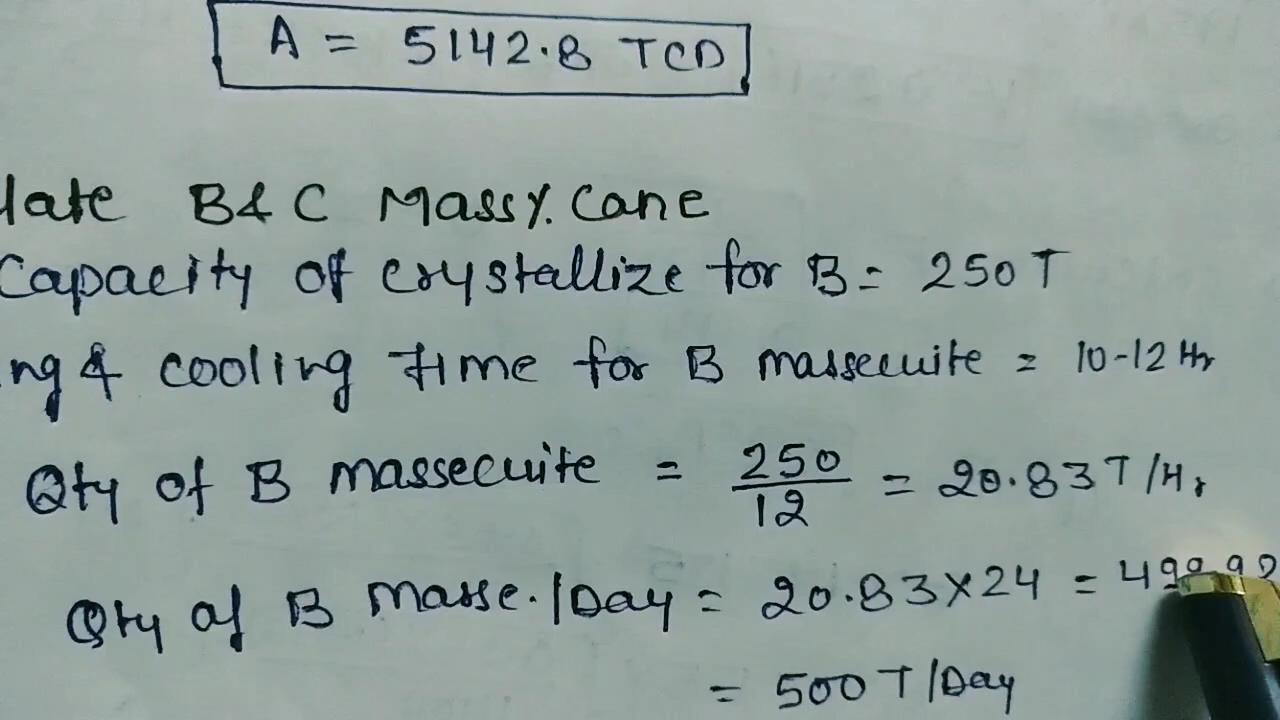 A = 5142.8 TCD
late B & C Mass%. Cane
Capacity of crystallize for B = 250T
ng & cooling time for B massecuite = 10-12 Hr
Qty of B massecuite = 250/12 = 20.83 T/Hr
Qty of B Masse./Day = 20.83×24 =
= 500 T/Day